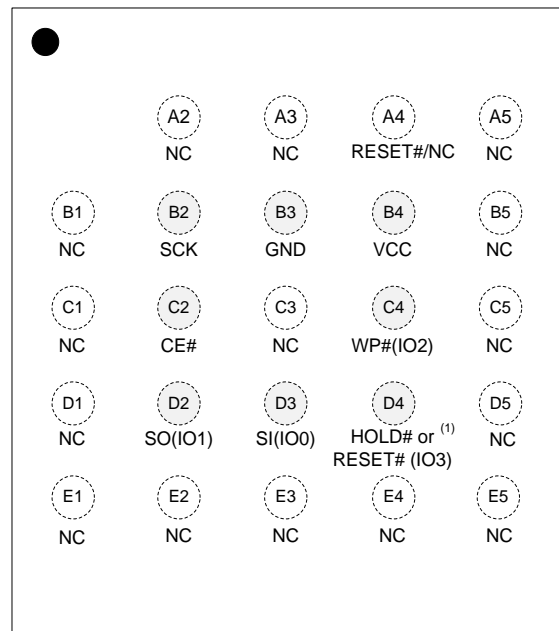 A2 A3 A4 A5
NC NC RESET#/NC NC
B1 B2 B3 B4 B5
NC SCK GND VCC NC
C1 C2 C3 C4 C5
NC CE# NC WP#(IO2) NC
D1 D2 D3 D4 D5
NC SO(IO1) SI(IO0) HOLD# or (1) NC
RESET# (IO3)
E1 E2 E3 E4 E5
NC NC NC NC NC